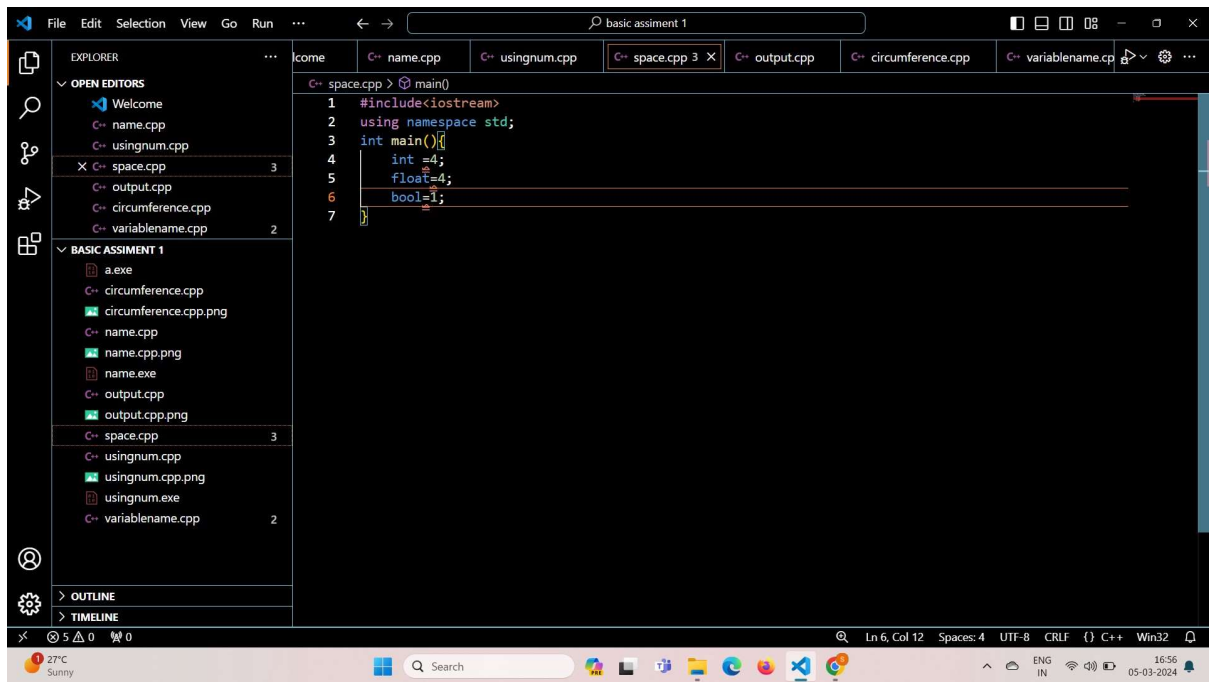 File Edit Selection View Go Run ··· basic assiment 1
EXPLORER ···
lcome name.cpp usingnum.cpp space.cpp 3 output.cpp circumference.cpp variablename.cp
OPEN EDITORS
Welcome
name.cpp
usingnum.cpp
space.cpp 3
output.cpp
circumference.cpp
variablename.cpp 2
BASIC ASSIMENT 1
a.exe
circumference.cpp
circumference.cpp.png
name.cpp
name.cpp.png
name.exe
output.cpp
output.cpp.png
space.cpp 3
usingnum.cpp
usingnum.cpp.png
usingnum.exe
variablename.cpp 2
OUTLINE
TIMELINE
space.cpp > main()
1 #include<iostream>
2 using namespace std;
3 int main(){
4 int =4;
5 float=4;
6 bool=1;
7 }
5 0 0 Ln 6, Col 12 Spaces: 4 UTF-8 CRLF {} C++ Win32
1 27°C
Sunny
Search
PRE
ENG
IN
16:56
05-03-2024